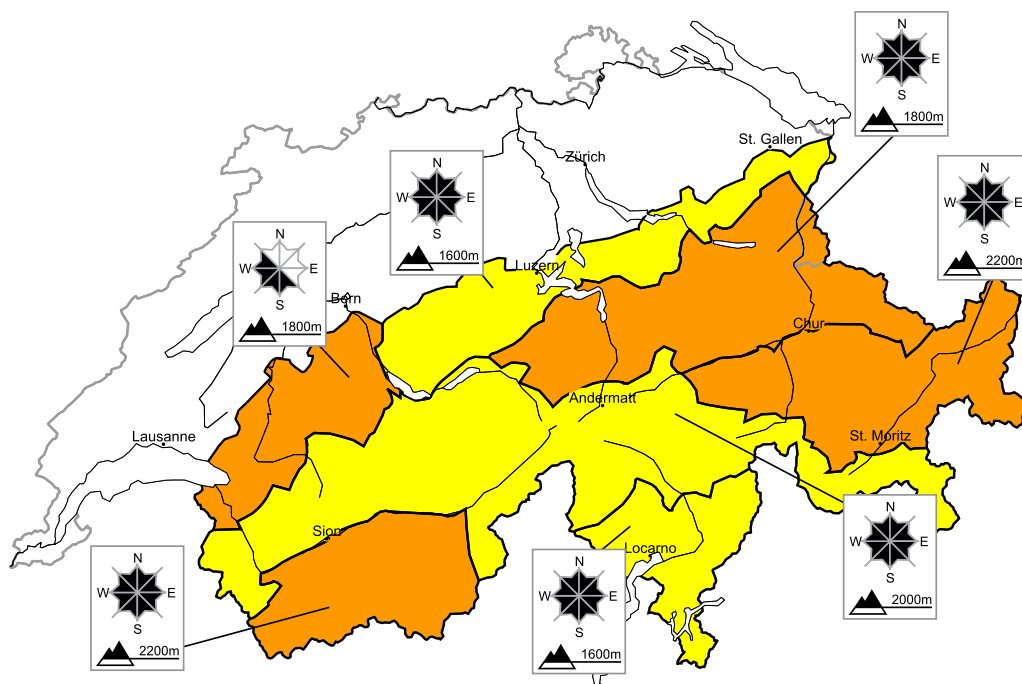 N
W E
S
1800m
St. Gallen
Zürich
N
W E
S
1600m
N
W E
S
2200m
N
W E
S
1800m
Luzern
Bern
Chur
Andermatt
Lausanne
St. Moritz
N
W E
S
2000m
Sion
Locarno
N
W E
S
2200m
N
W E
S
1600m